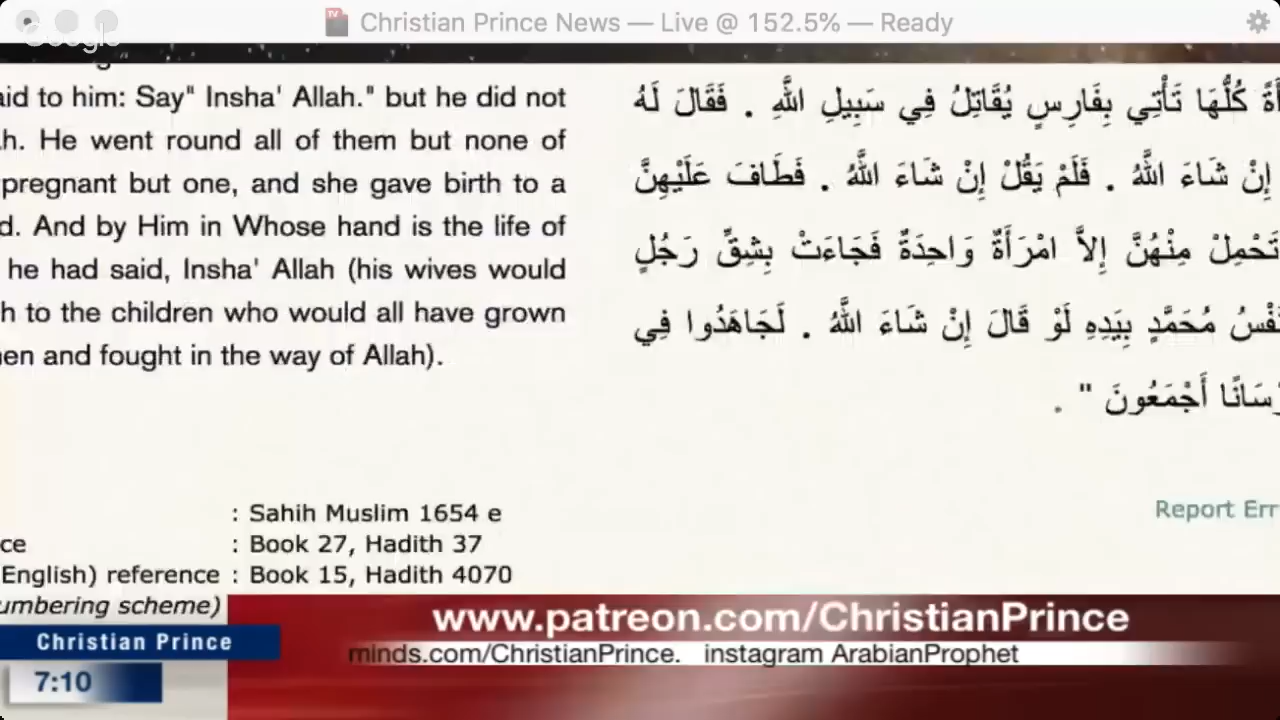 Christian Prince News — Live @ 152.5% — Ready
Google
aid to him: Say" Insha' Allah." but he did not
h. He went round all of them but none of
pregnant but one, and she gave birth to a
d. And by Him in Whose hand is the life of
he had said, Insha' Allah (his wives would
h to the children who would all have grown
en and fought in the way of Allah).
كُلُّهَا تَأْتِي بِفَارِسٍ يُقَاتِلُ فِي سَبِيلِ اللَّهِ . فَقَالَ لَهُ
إِنْ شَاءَ اللَّهُ . فَلَمْ يَقُلْ إِنْ شَاءَ اللَّهُ . فَطَافَ عَلَيْهِنَّ
تَحْمِلْ مِنْهُنَّ إِلاَّ امْرَأَةٌ وَاحِدَةٌ فَجَاءَتْ بِشِقِّ رَجُلٍ
نَفْسُ مُحَمَّدٍ بِيَدِهِ لَوْ قَالَ إِنْ شَاءَ اللَّهُ . لَجَاهَدُوا فِي
رْسَانًا أَجْمَعُونَ " .
: Sahih Muslim 1654 e
ce : Book 27, Hadith 37
English) reference : Book 15, Hadith 4070
umbering scheme)
Report Err
www.patreon.com/ChristianPrince
Christian Prince
minds.com/ChristianPrince. instagram ArabianProphet
7:10